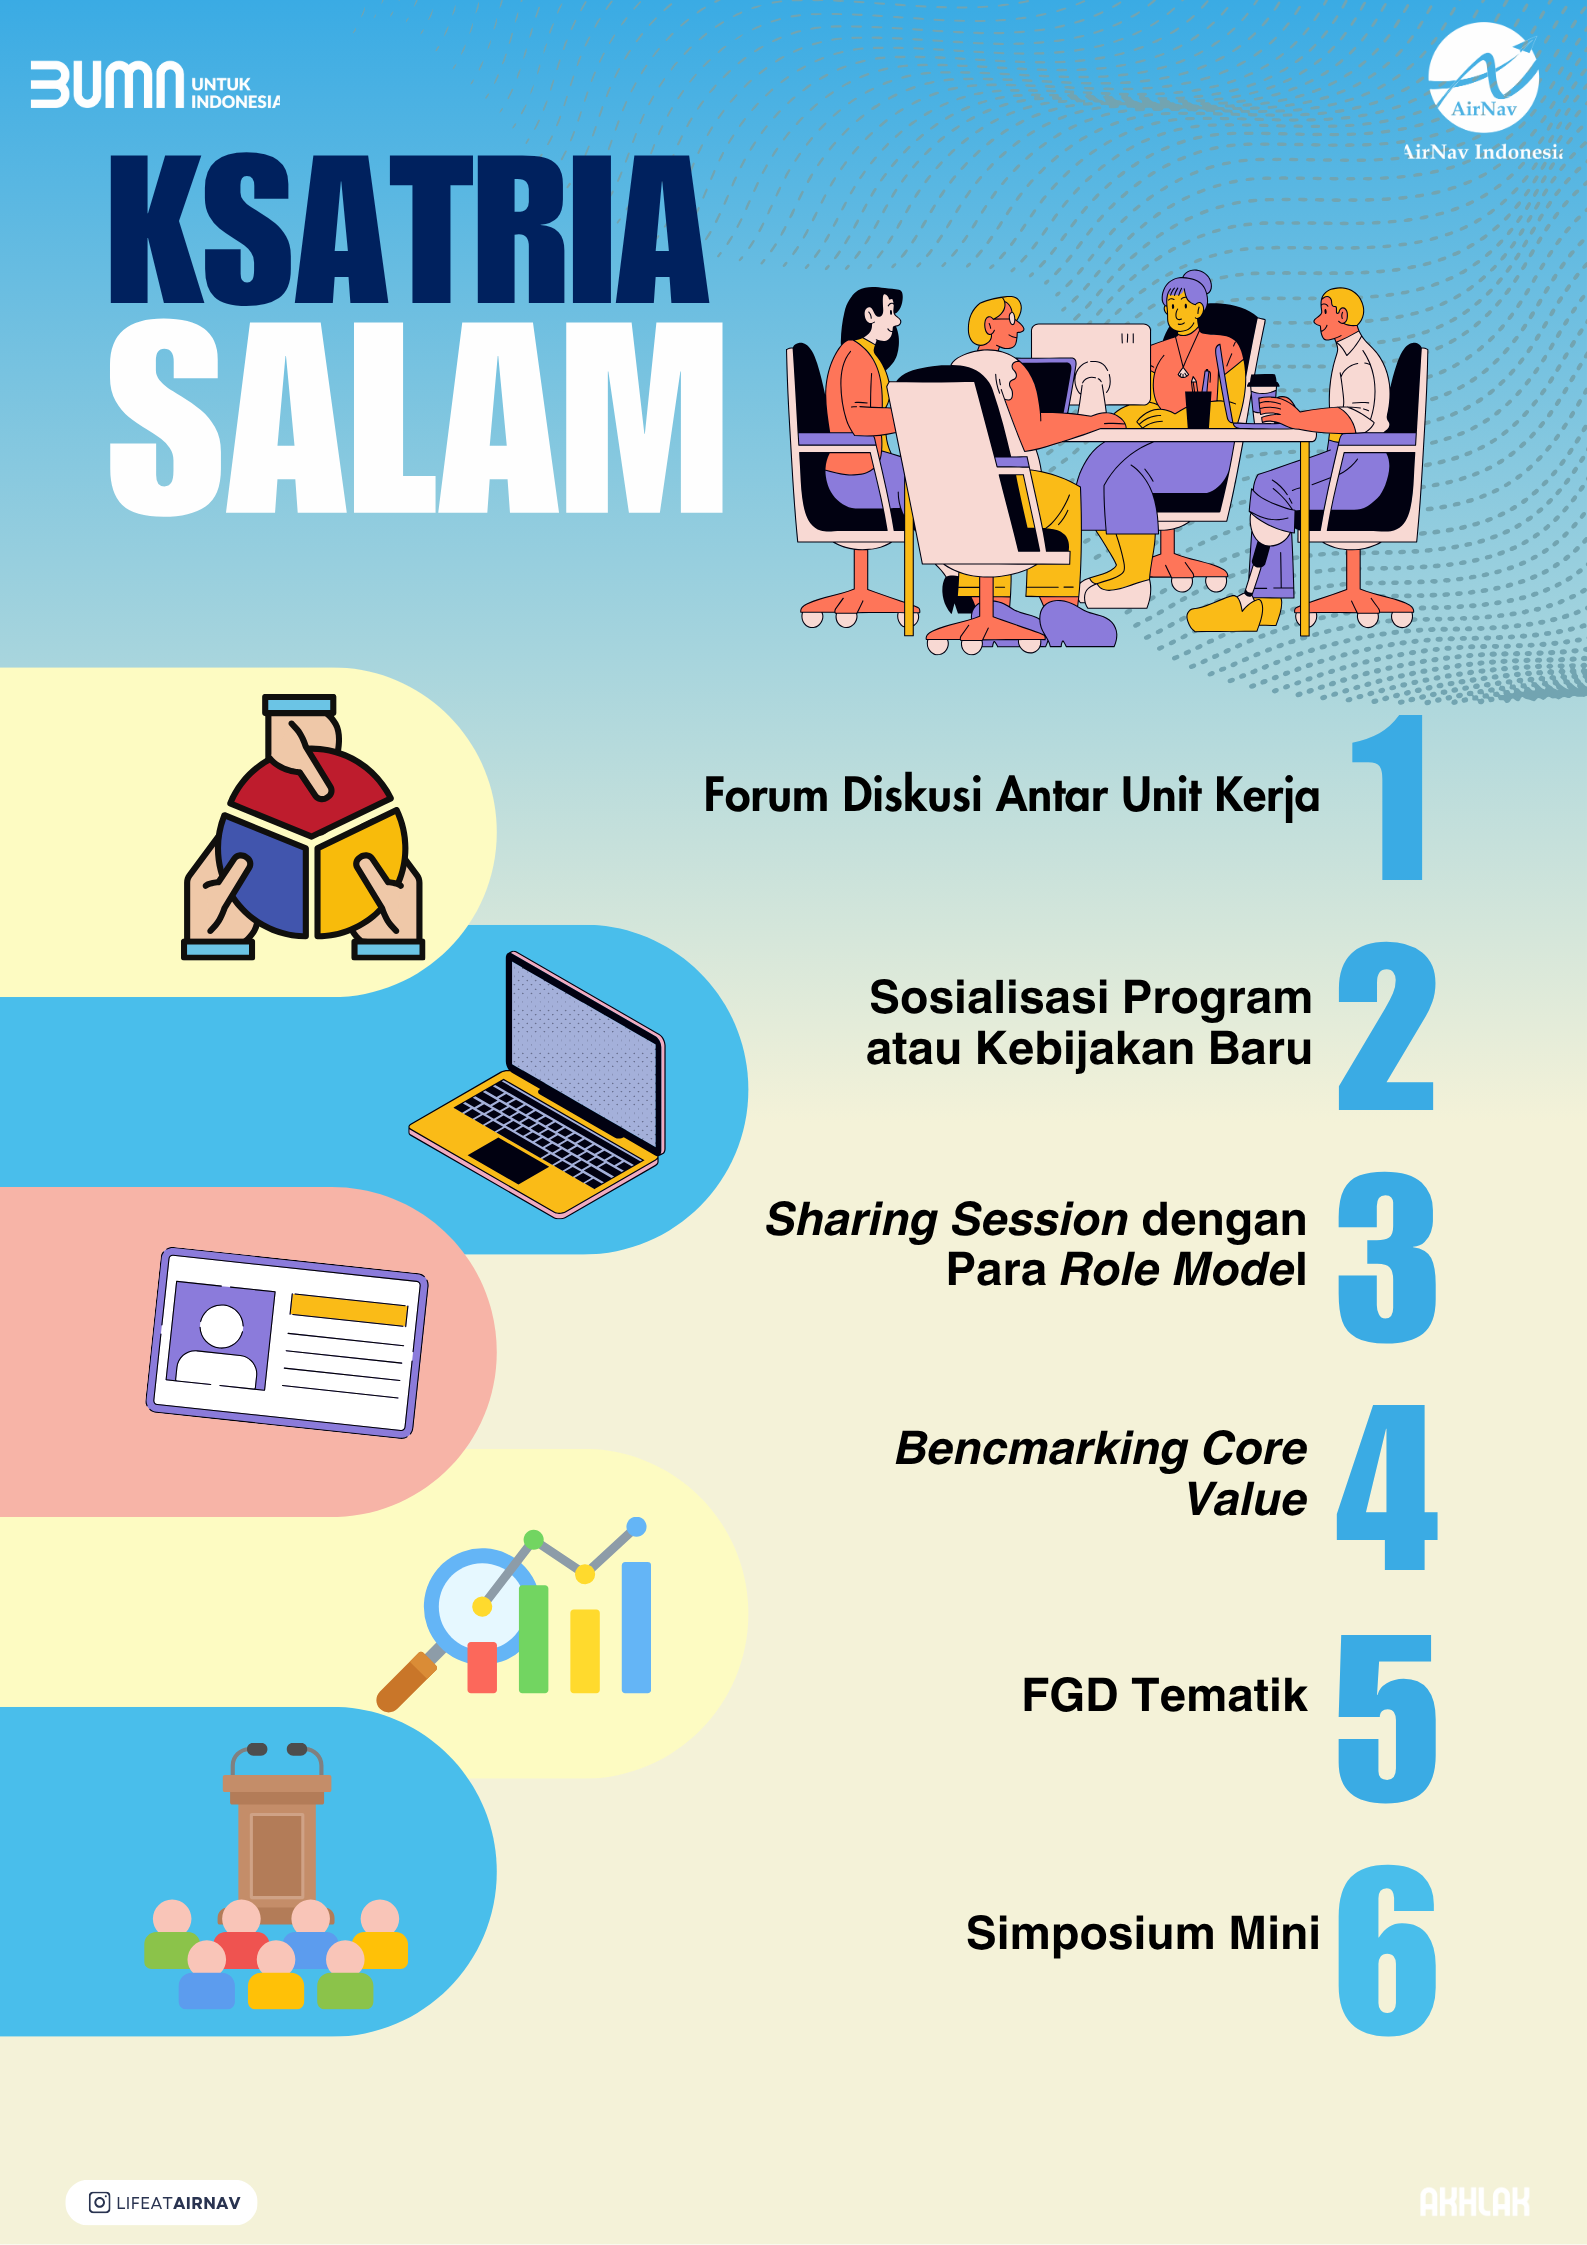 BUMN UNTUK
INDONESIA
AirNav
AirNav Indonesia
KSATRIA
SALAM
Forum Diskusi Antar Unit Kerja
1
Sosialisasi Program
atau Kebijakan Baru
2
Sharing Session dengan
Para Role Model
3
Bencmarking Core
Value
4
FGD Tematik
5
Simposium Mini
6
LIFEATAIRNAV
AKHLAK